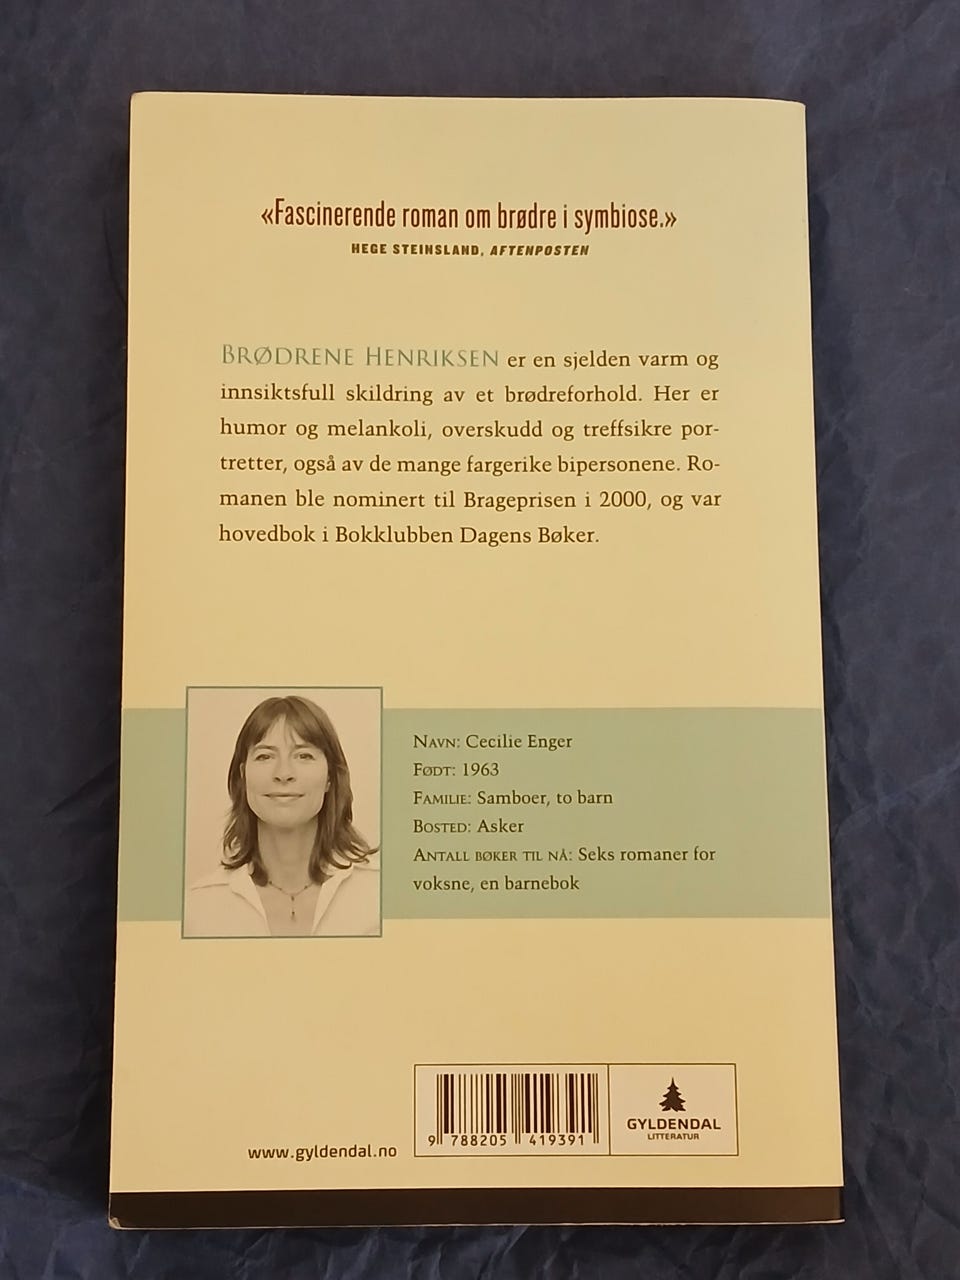 «Fascinerende roman om brødre i symbiose.»
HEGE STEINSLAND, AFTENPOSTEN
BRØDRENE HENRIKSEN er en sjelden varm og
innsiktsfull skildring av et brødreforhold. Her er
humor og melankoli, overskudd og treffsikre por-
tretter, også av de mange fargerike bipersonene. Ro-
manen ble nominert til Brageprisen i 2000, og var
hovedbok i Bokklubben Dagens Bøker.
NAVN: Cecilie Enger
FØDT: 1963
FAMILIE: Samboer, to barn
BOSTED: Asker
ANTALL BØKER TIL NÅ: Seks romaner for
voksne, en barnebok
www.gyldendal.no
9 788205 419391
GYLDENDAL
LITTERATUR